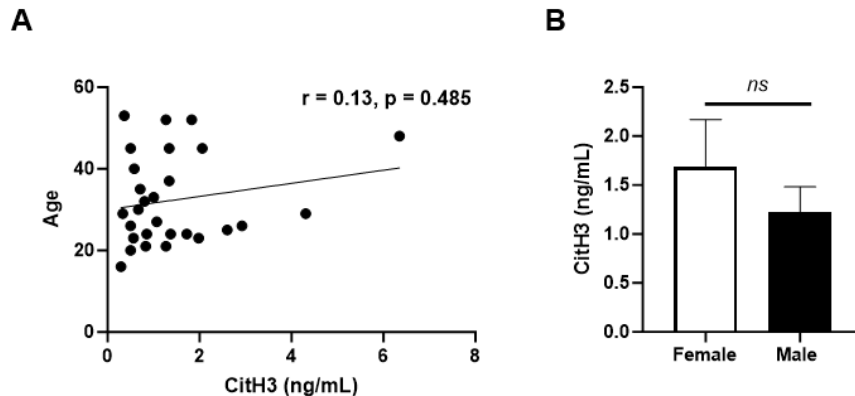 A
60
40
20
0
Age
r = 0.13, p = 0.485
0 2 4 6 8
CitH3 (ng/mL)
B
2.5
2.0
1.5
1.0
0.5
0.0
CitH3 (ng/mL)
ns
Female Male